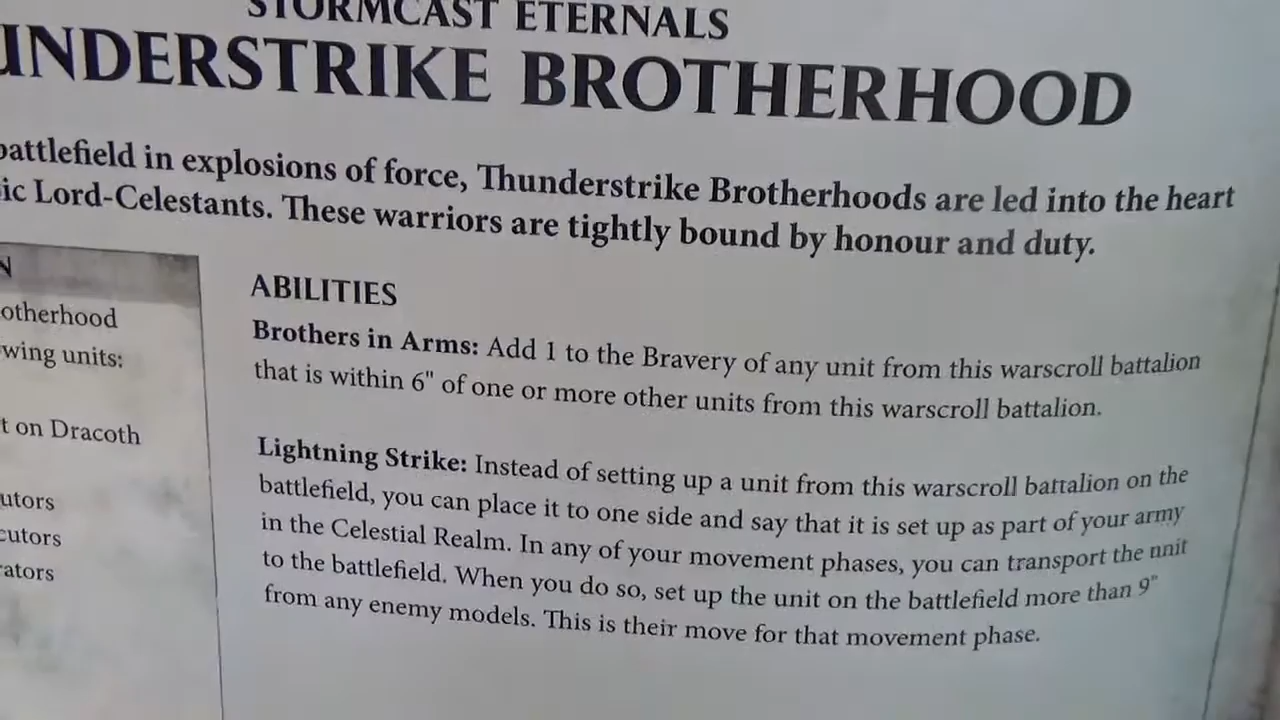 STORMCAST ETERNALS
UNDERSTRIKE BROTHERHOOD
battlefield in explosions of force, Thunderstrike Brotherhoods are led into the heart
ic Lord-Celestants. These warriors are tightly bound by honour and duty.
N
otherhood
wing units:
t on Dracoth
utors
cutors
rators
ABILITIES
Brothers in Arms: Add 1 to the Bravery of any unit from this warscroll battalion
that is within 6" of one or more other units from this warscroll battalion.
Lightning Strike: Instead of setting up a unit from this warscroll battalion on the
battlefield, you can place it to one side and say that it is set up as part of your army
in the Celestial Realm. In any of your movement phases, you can transport the unit
to the battlefield. When you do so, set up the unit on the battlefield more than 9"
from any enemy models. This is their move for that movement phase.